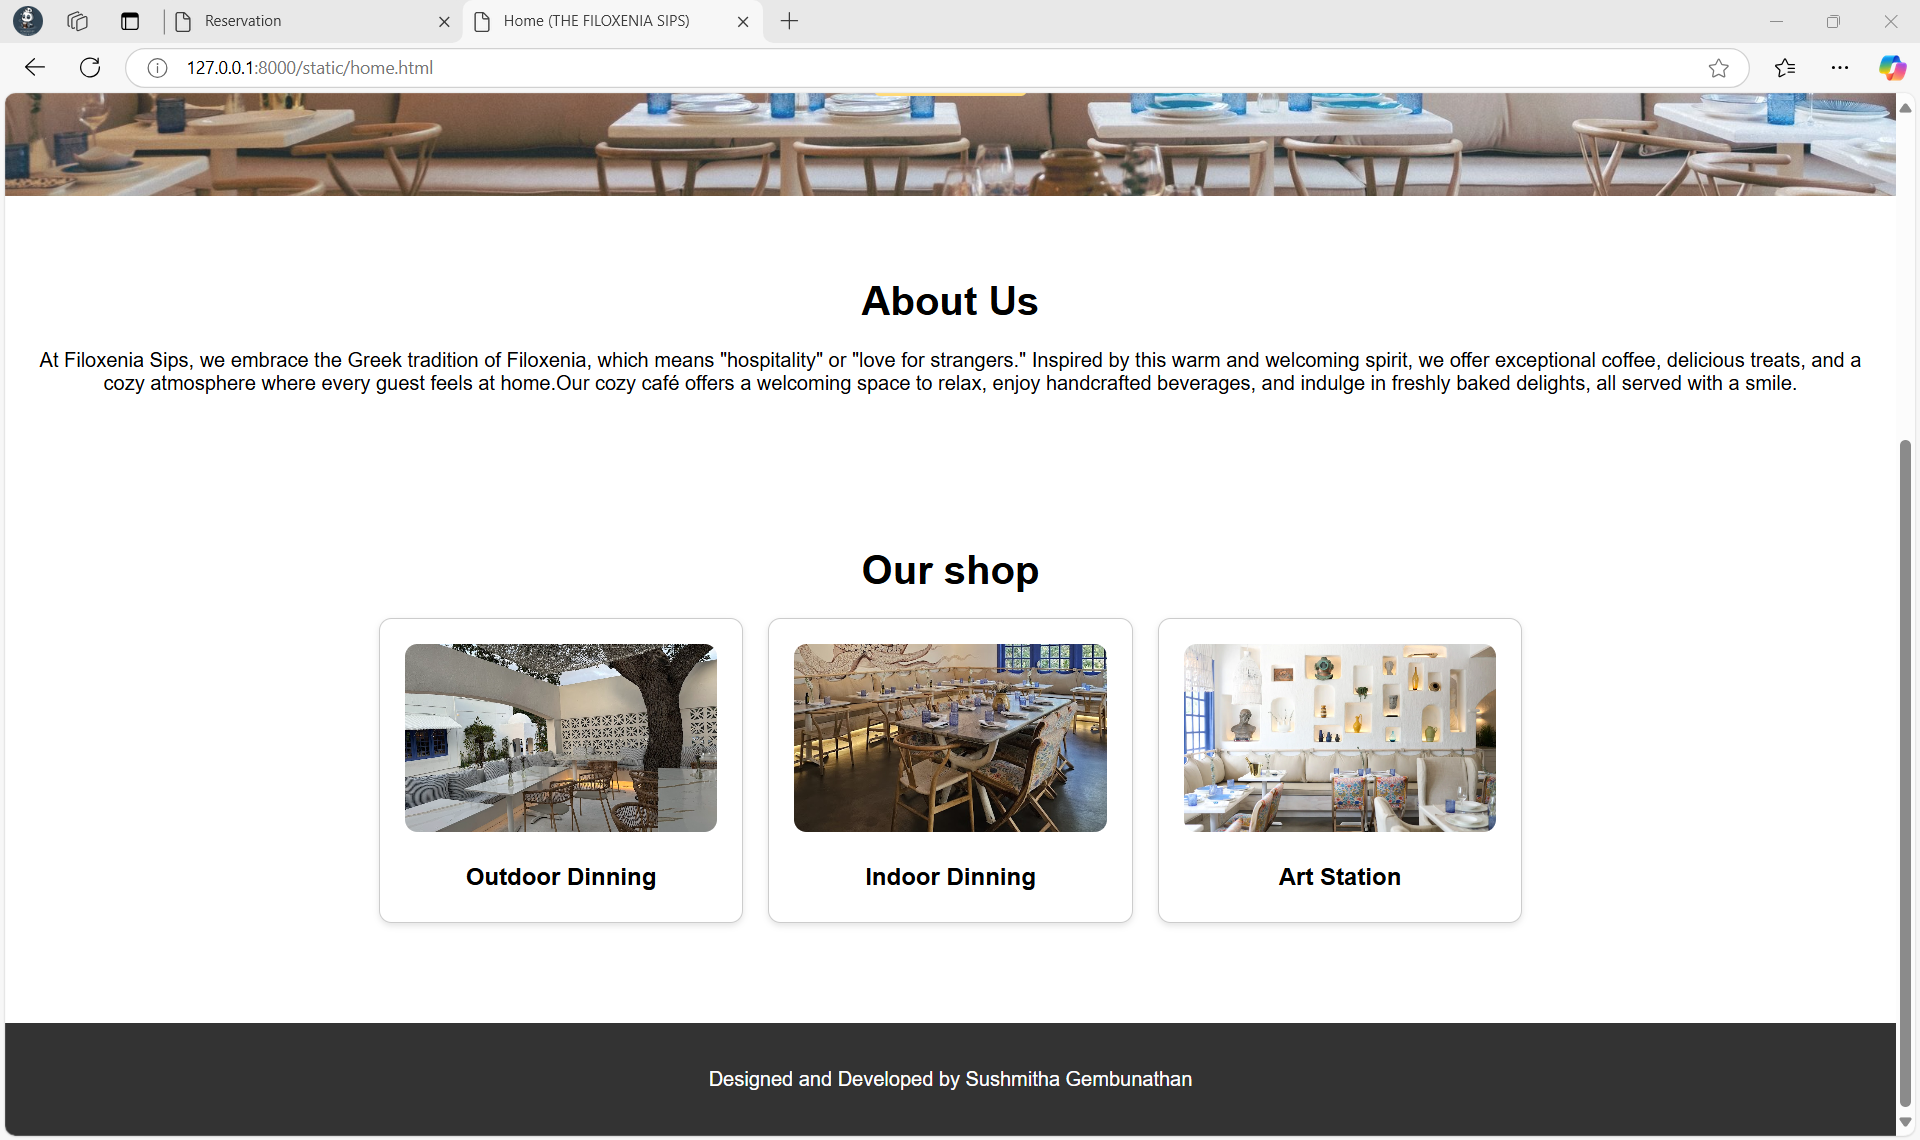 Reservation
Home (THE FILOXENIA SIPS)
127.0.0.1:8000/static/home.html
About Us
At Filoxenia Sips, we embrace the Greek tradition of Filoxenia, which means "hospitality" or "love for strangers." Inspired by this warm and welcoming spirit, we offer exceptional coffee, delicious treats, and a
cozy atmosphere where every guest feels at home.Our cozy café offers a welcoming space to relax, enjoy handcrafted beverages, and indulge in freshly baked delights, all served with a smile.
Our shop
Outdoor Dinning
Indoor Dinning
Art Station
Designed and Developed by Sushmitha Gembunathan